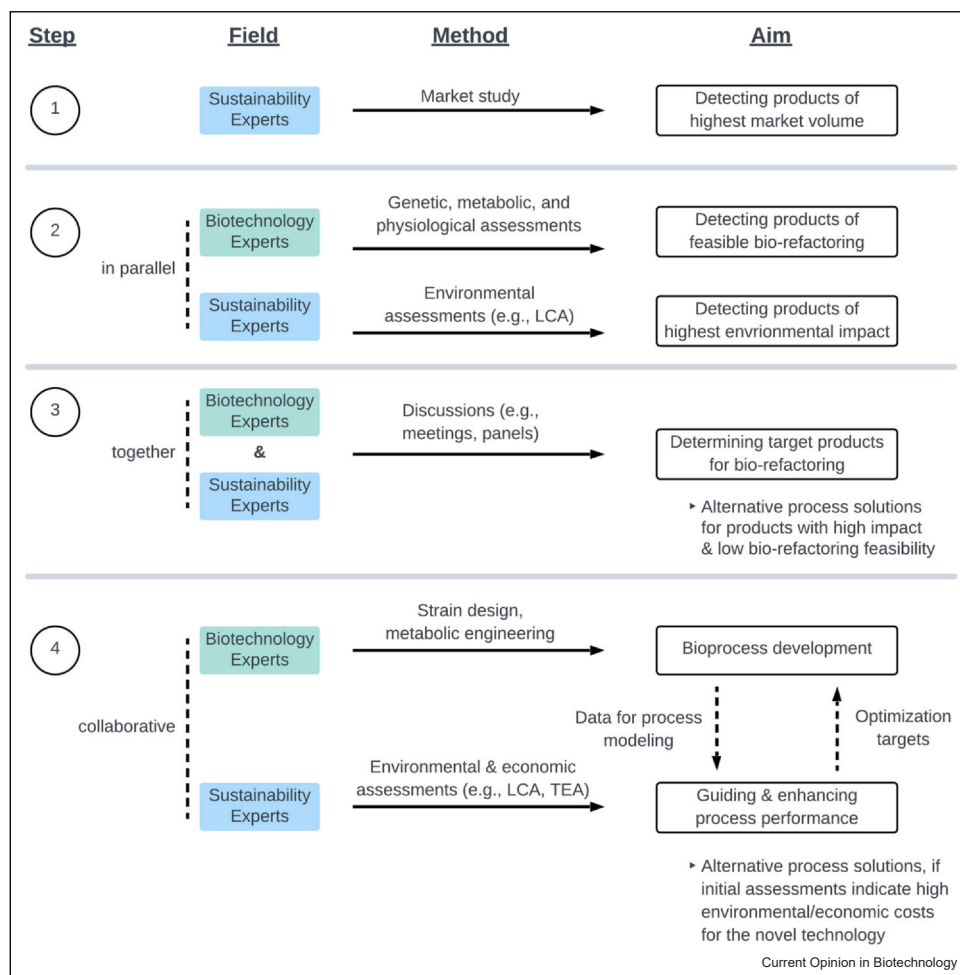 Step
Field
Method
Aim
1
Sustainability
Experts
Market study
Detecting products of
highest market volume
2
in parallel
Biotechnology
Experts
Genetic, metabolic, and
physiological assessments
Detecting products of
feasible bio-refactoring
Sustainability
Experts
Environmental
assessments (e.g., LCA)
Detecting products of
highest envrionmental impact
3
together
Biotechnology
Experts
&
Sustainability
Experts
Discussions (e.g.,
meetings, panels)
Determining target products
for bio-refactoring
‣ Alternative process solutions
for products with high impact
& low bio-refactoring feasibility
4
collaborative
Biotechnology
Experts
Strain design,
metabolic engineering
Bioprocess development
Data for process
modeling
Optimization
targets
Sustainability
Experts
Environmental & economic
assessments (e.g., LCA, TEA)
Guiding & enhancing
process performance
‣ Alternative process solutions, if
initial assessments indicate high
environmental/economic costs
for the novel technology
Current Opinion in Biotechnology